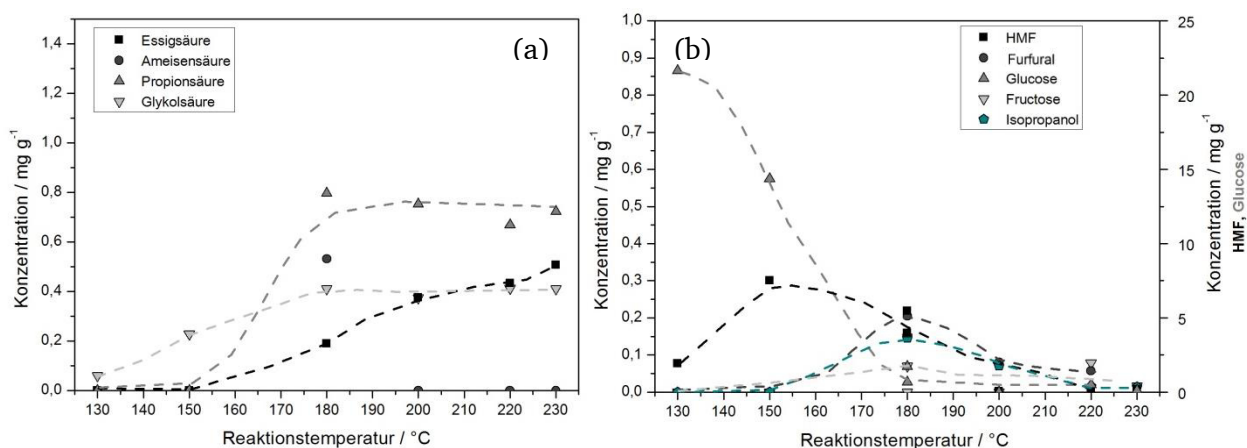 (a)
Essigsäure
Ameisensäure
Propionsäure
Glykolsäure
Konzentration / mg g⁻¹
1,4
1,2
1,0
0,8
0,6
0,4
0,2
0,0
130 140 150 160 170 180 190 200 210 220 230
Reaktionstemperatur / °C
(b)
HMF
Furfural
Glucose
Fructose
Isopropanol
Konzentration / mg g⁻¹
1,0
0,9
0,8
0,7
0,6
0,5
0,4
0,3
0,2
0,1
0,0
130 140 150 160 170 180 190 200 210 220 230
Reaktionstemperatur / °C
25
20
15
10
5
0
Konzentration / mg g⁻¹
HMF, Glucose